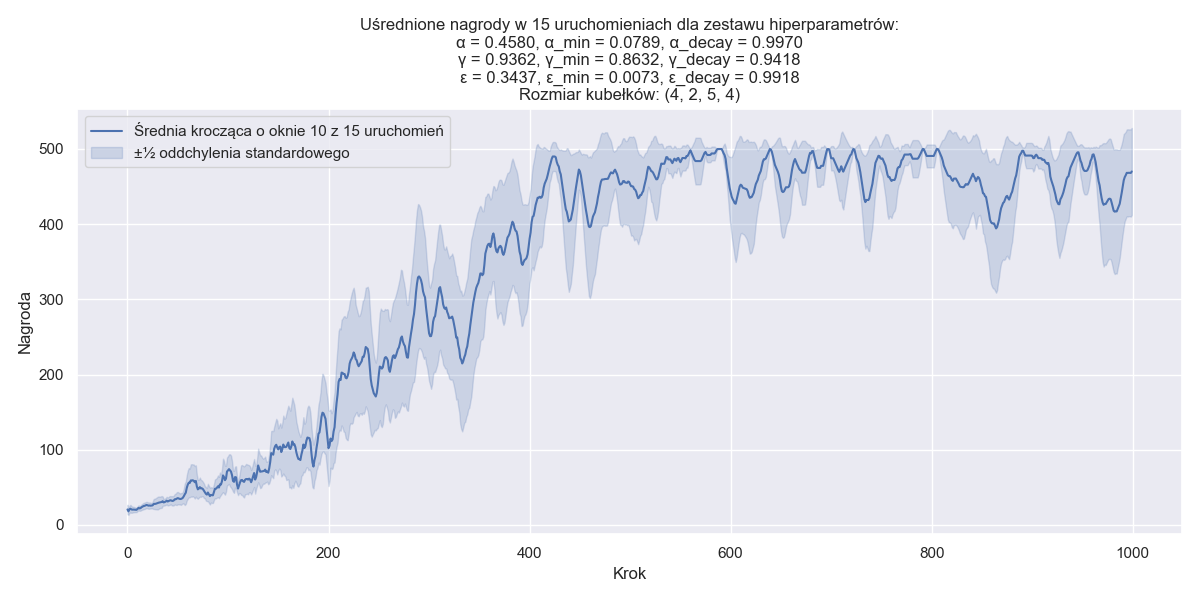 Uśrednione nagrody w 15 uruchomieniach dla zestawu hiperparametrów:
α = 0.4580, α_min = 0.0789, α_decay = 0.9970
γ = 0.9362, γ_min = 0.8632, γ_decay = 0.9418
ε = 0.3437, ε_min = 0.0073, ε_decay = 0.9918
Rozmiar kubełków: (4, 2, 5, 4)
Średnia krocząca o oknie 10 z 15 uruchomień
±½ oddchylenia standardowego
Nagroda
500
400
300
200
100
0
0
200
400
600
800
1000
Krok